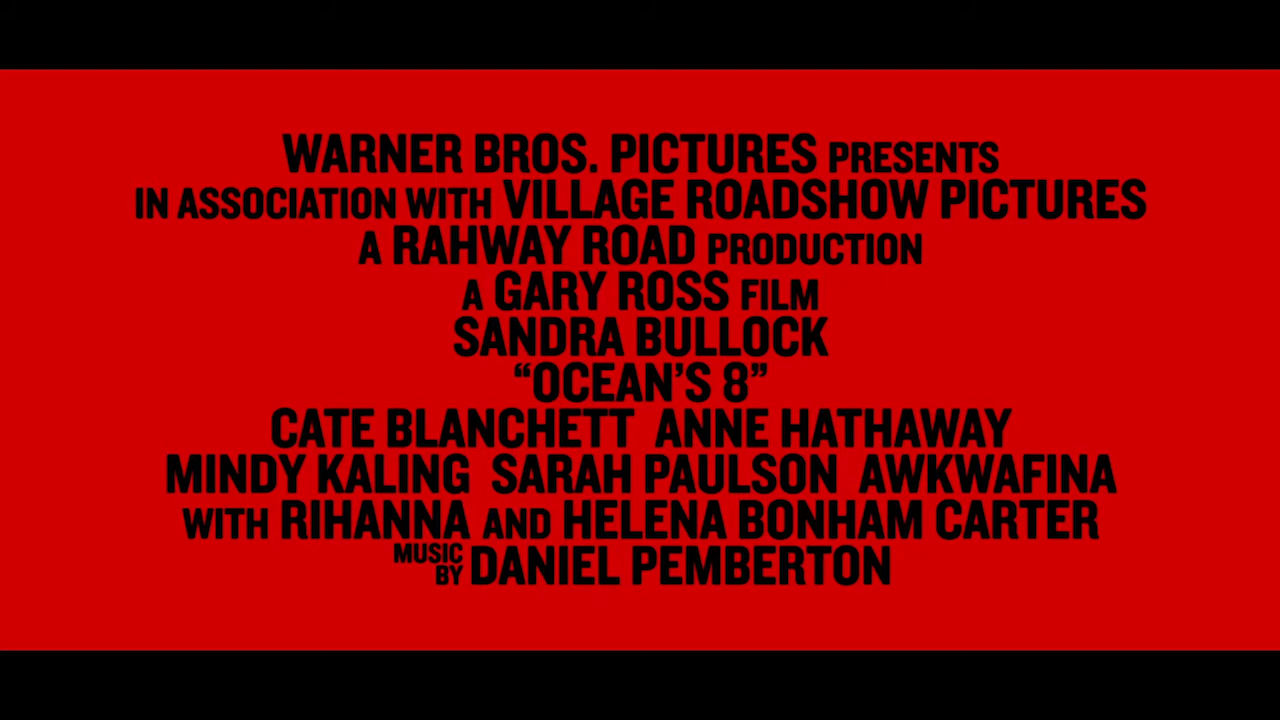 WARNER BROS. PICTURES PRESENTS
IN ASSOCIATION WITH VILLAGE ROADSHOW PICTURES
A RAHWAY ROAD PRODUCTION
A GARY ROSS FILM
SANDRA BULLOCK
“OCEAN’S 8”
CATE BLANCHETT ANNE HATHAWAY
MINDY KALING SARAH PAULSON AWKWAFINA
WITH RIHANNA AND HELENA BONHAM CARTER
MUSIC BY DANIEL PEMBERTON